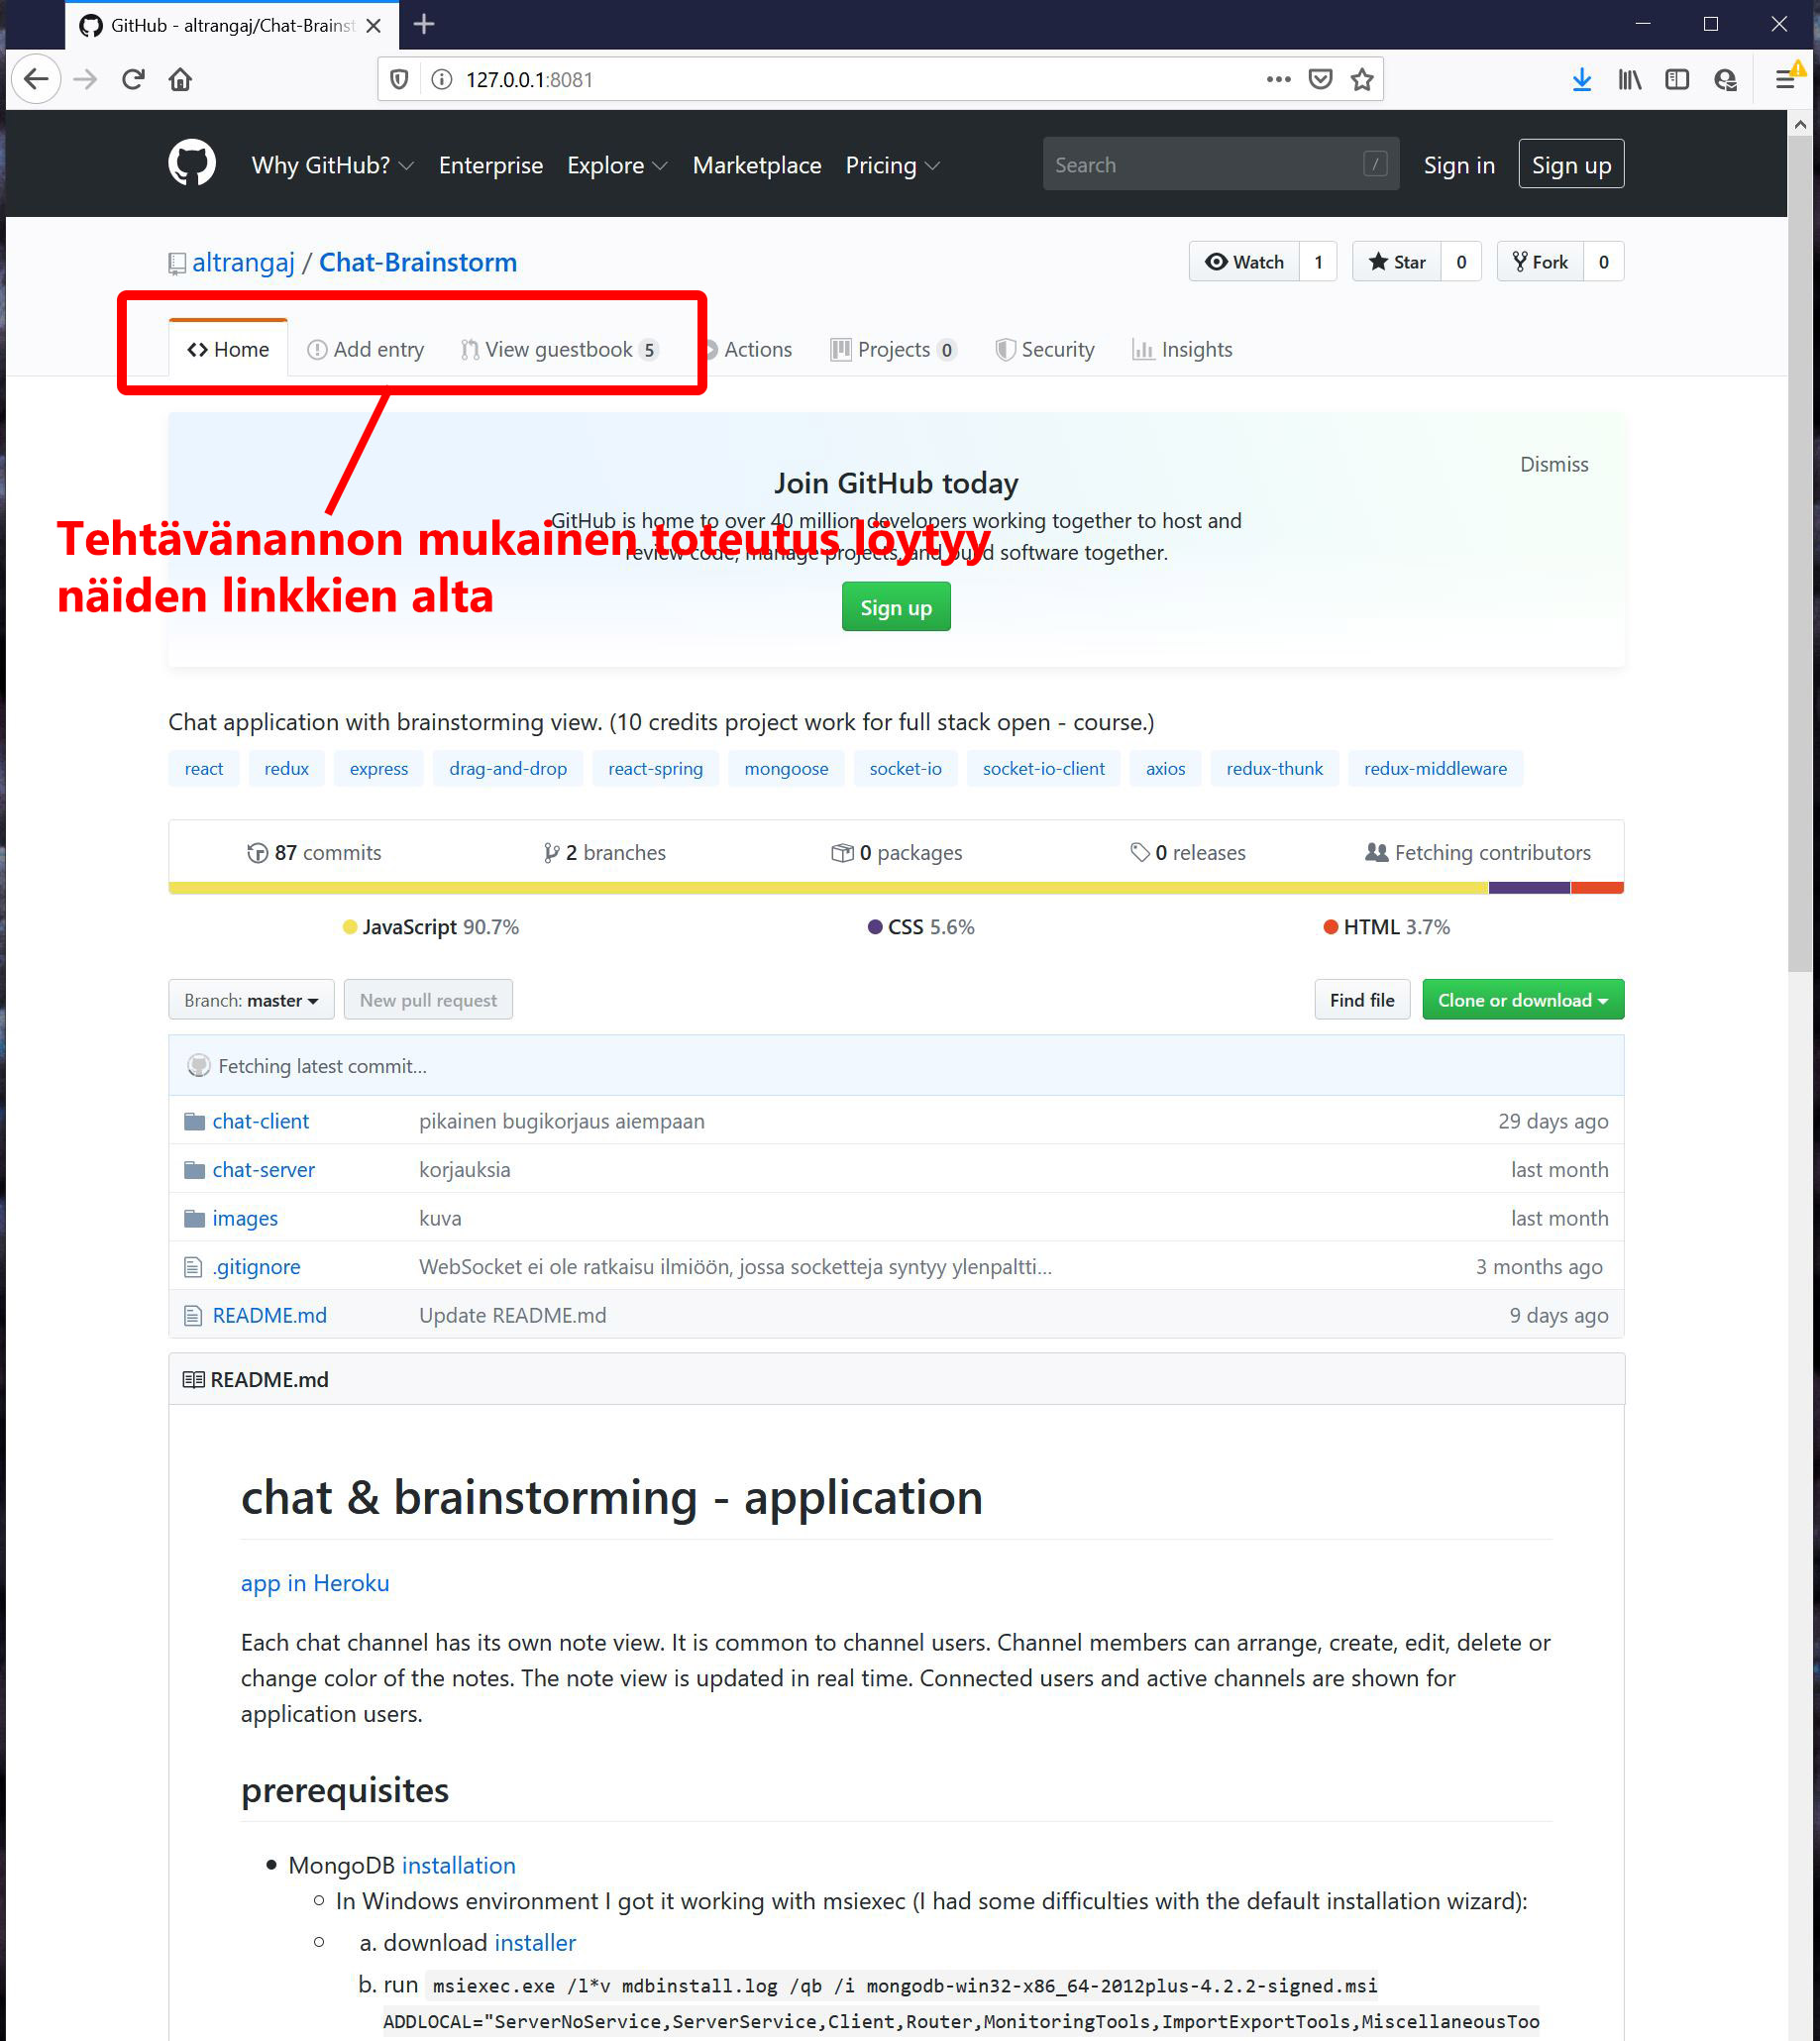 GitHub - altrangaj/Chat-Brainst
127.0.0.1:8081
Why GitHub? Enterprise Explore Marketplace Pricing Search / Sign in Sign up
altrangaj / Chat-Brainstorm Watch 1 Star 0 Fork 0
Home Add entry View guestbook 5 Actions Projects 0 Security Insights
Dismiss
Join GitHub today
GitHub is home to over 40 million developers working together to host and
review code, manage projects, and build software together.
Tehtävänannon mukainen toteutus löytyy
näiden linkkien alta
Sign up
Chat application with brainstorming view. (10 credits project work for full stack open - course.)
react redux express drag-and-drop react-spring mongoose socket-io socket-io-client axios redux-thunk redux-middleware
87 commits 2 branches 0 packages 0 releases Fetching contributors
JavaScript 90.7% CSS 5.6% HTML 3.7%
Branch: master New pull request Find file Clone or download
Fetching latest commit...
chat-client pikainen bugikorjaus aiempaan 29 days ago
chat-server korjauksia last month
images kuva last month
.gitignore WebSocket ei ole ratkaisu ilmiöön, jossa socketteja syntyy ylenpaltti... 3 months ago
README.md Update README.md 9 days ago
README.md
chat & brainstorming - application
app in Heroku
Each chat channel has its own note view. It is common to channel users. Channel members can arrange, create, edit, delete or
change color of the notes. The note view is updated in real time. Connected users and active channels are shown for
application users.
prerequisites
MongoDB installation
In Windows environment I got it working with msiexec (I had some difficulties with the default installation wizard):
a. download installer
b. run msiexec.exe /l*v mdbinstall.log /qb /i mongodb-win32-x86_64-2012plus-4.2.2-signed.msi
ADDLOCAL="ServerNoService,ServerService,Client,Router,MonitoringTools,ImportExportTools,MiscellaneousToo